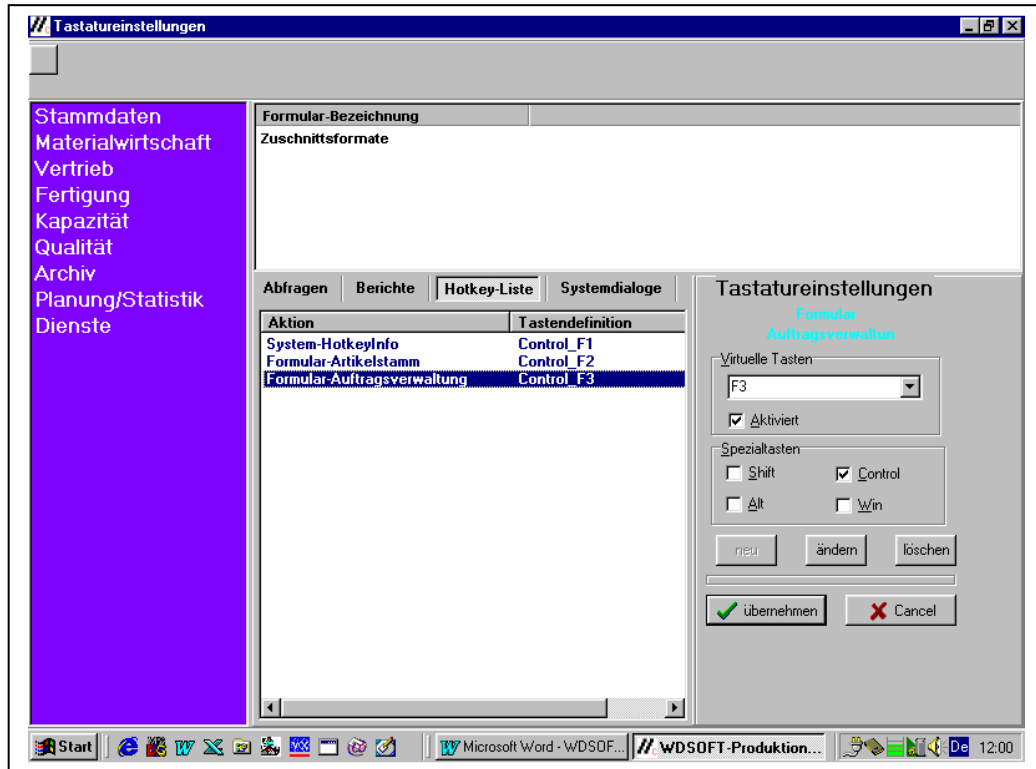 Tastatureinstellungen
Stammdaten
Materialwirtschaft
Vertrieb
Fertigung
Kapazität
Qualität
Archiv
Planung/Statistik
Dienste
Formular-Bezeichnung
Zuschnittsformate
Abfragen Berichte Hotkey-Liste Systemdialoge
Aktion Tastendefinition
System-HotkeyInfo Control_F1
Formular-Artikelstamm Control_F2
Formular-Auftragsverwaltung Control_F3
Tastatureinstellungen
Formular
Auftragsverwaltun
Virtuelle Tasten
F3
Aktiviert
Spezialtasten
Shift Control
Alt Win
neu ändern löschen
übernehmen Cancel
Start Microsoft Word - WDSOF... WDSOFT-Produktion... De 12:00